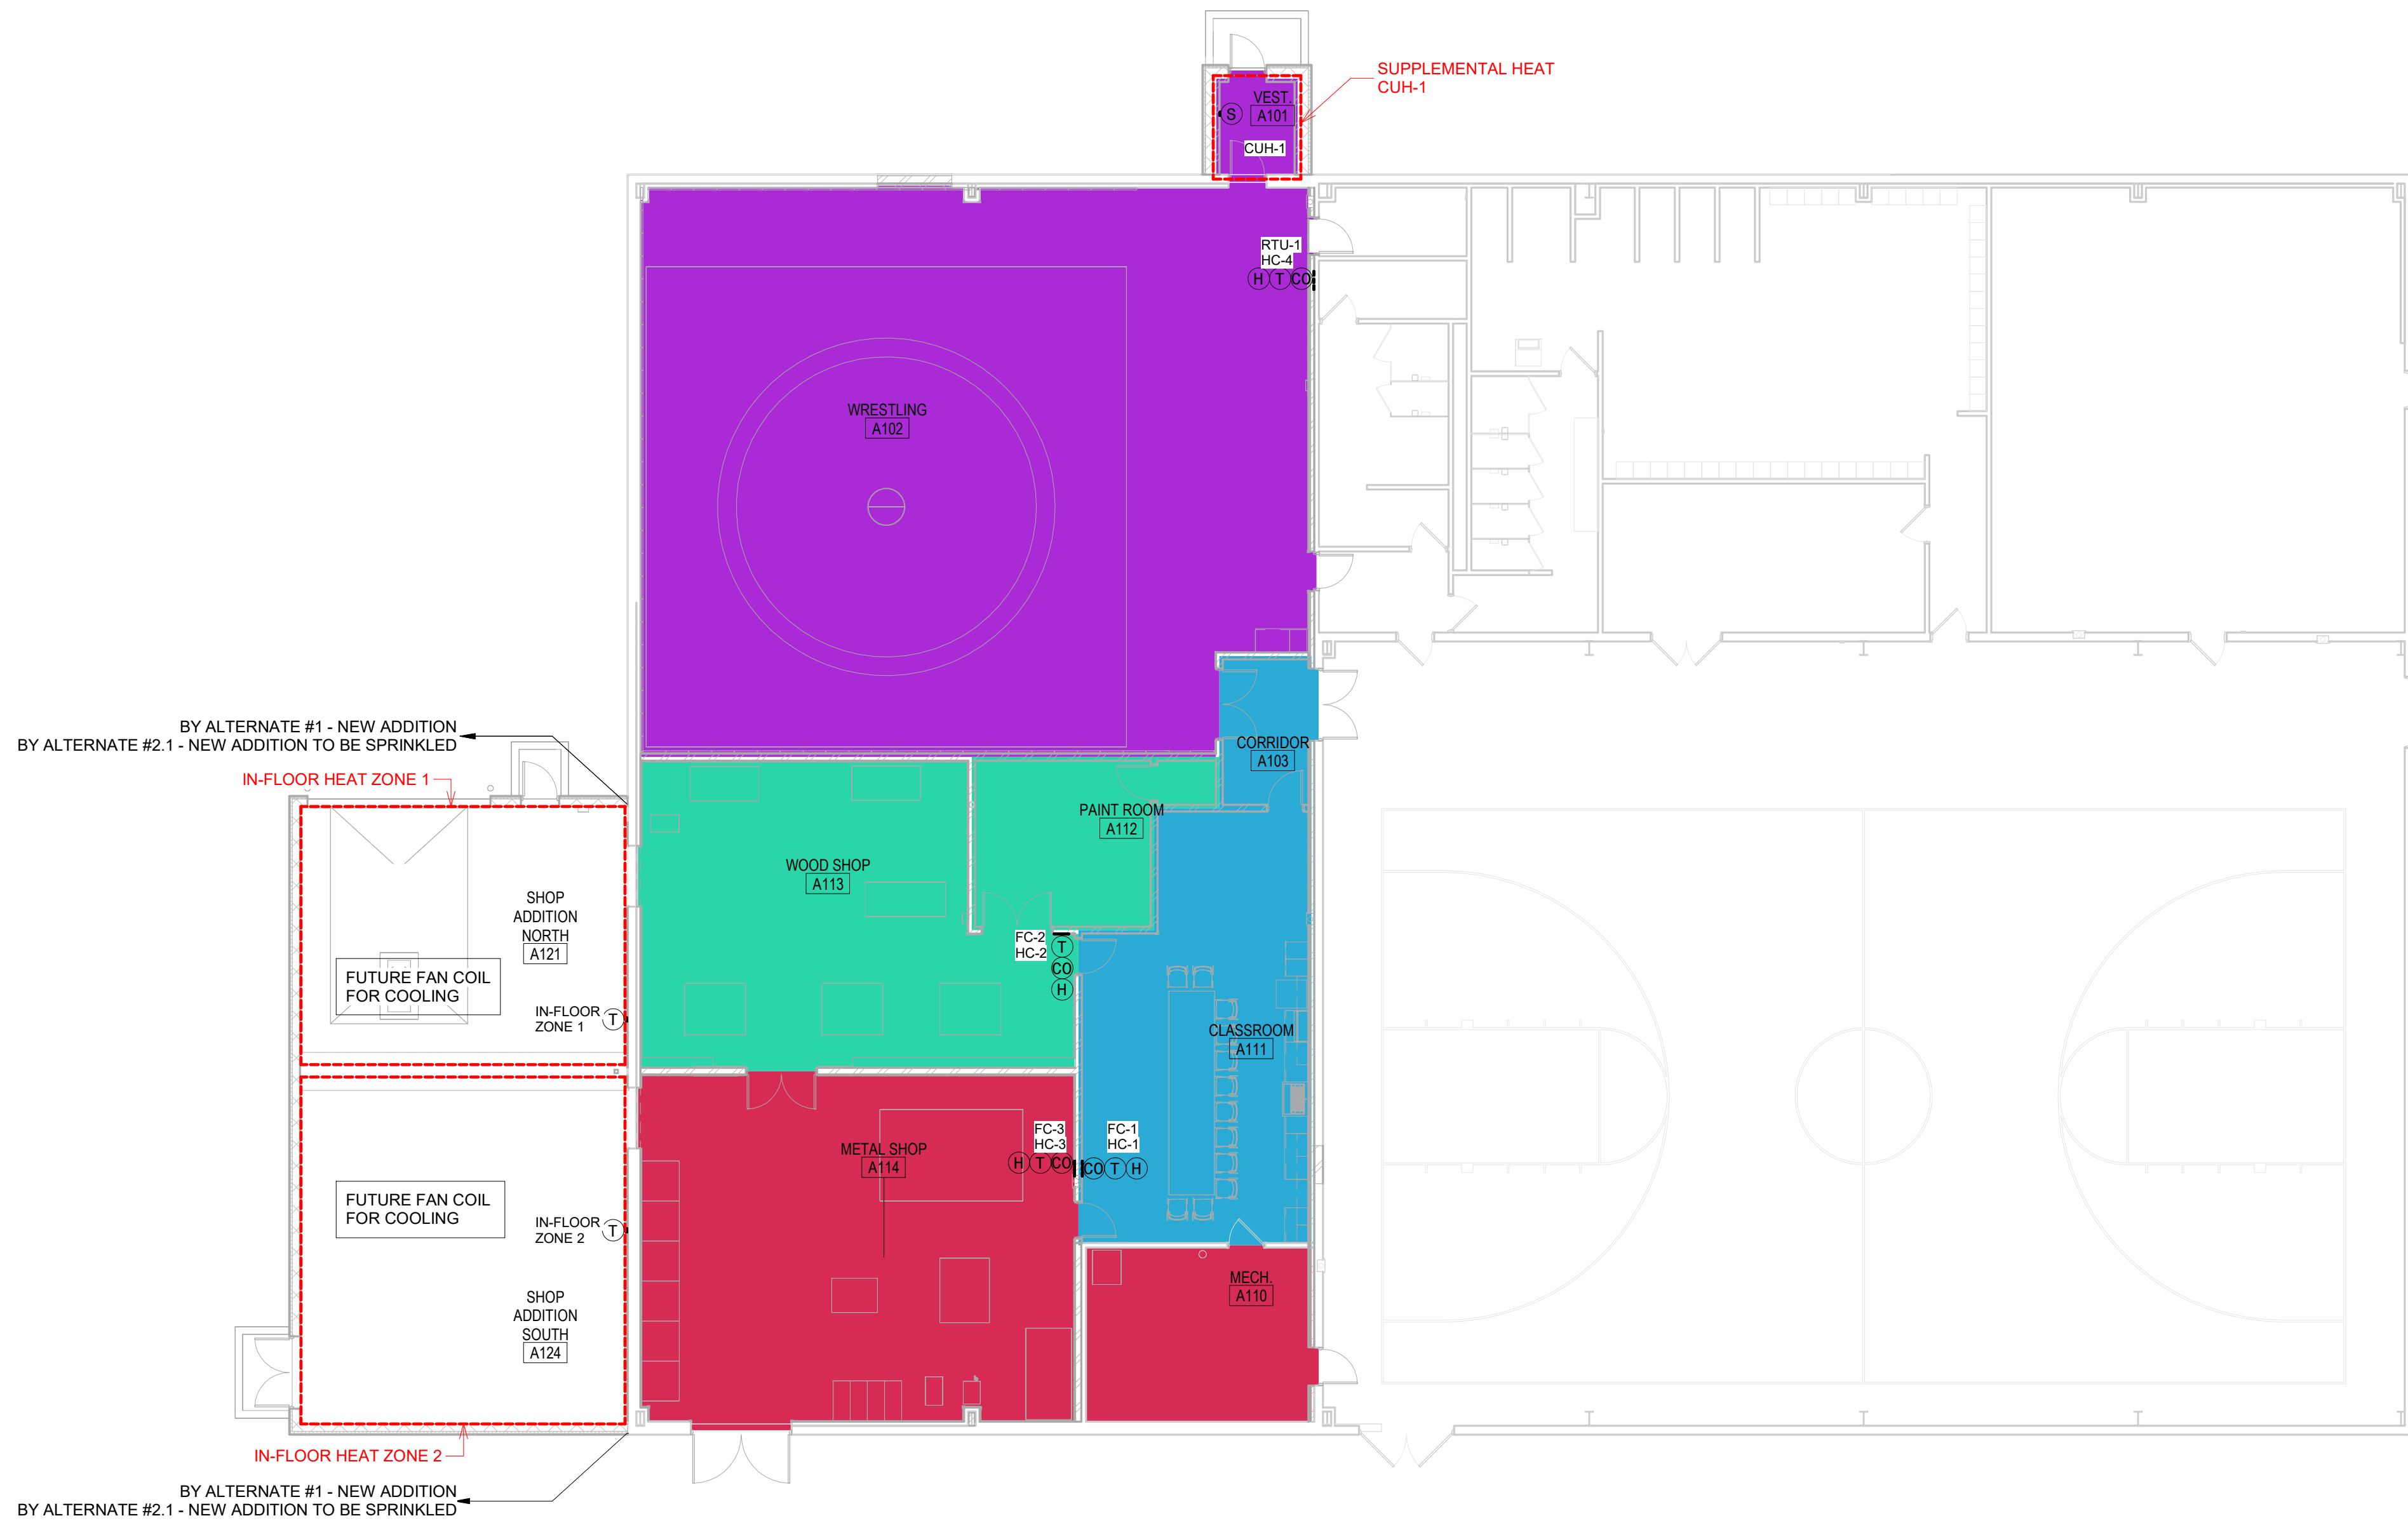 SUPPLEMENTAL HEAT
CUH-1
VEST.
A101
S
CUH-1
RTU-1
HC-4
H T CO
WRESTLING
A102
BY ALTERNATE #1 - NEW ADDITION
BY ALTERNATE #2.1 - NEW ADDITION TO BE SPRINKLED
IN-FLOOR HEAT ZONE 1
CORRIDOR
A103
PAINT ROOM
A112
WOOD SHOP
A113
SHOP
ADDITION
NORTH
A121
FUTURE FAN COIL
FOR COOLING
IN-FLOOR
ZONE 1
T
FC-2
HC-2
T
CO
H
CLASSROOM
A111
FC-3
HC-3
H T CO
FC-1
HC-1
CO T H
METAL SHOP
A114
FUTURE FAN COIL
FOR COOLING
IN-FLOOR
ZONE 2
T
SHOP
ADDITION
SOUTH
A124
MECH.
A110
IN-FLOOR HEAT ZONE 2
BY ALTERNATE #1 - NEW ADDITION
BY ALTERNATE #2.1 - NEW ADDITION TO BE SPRINKLED